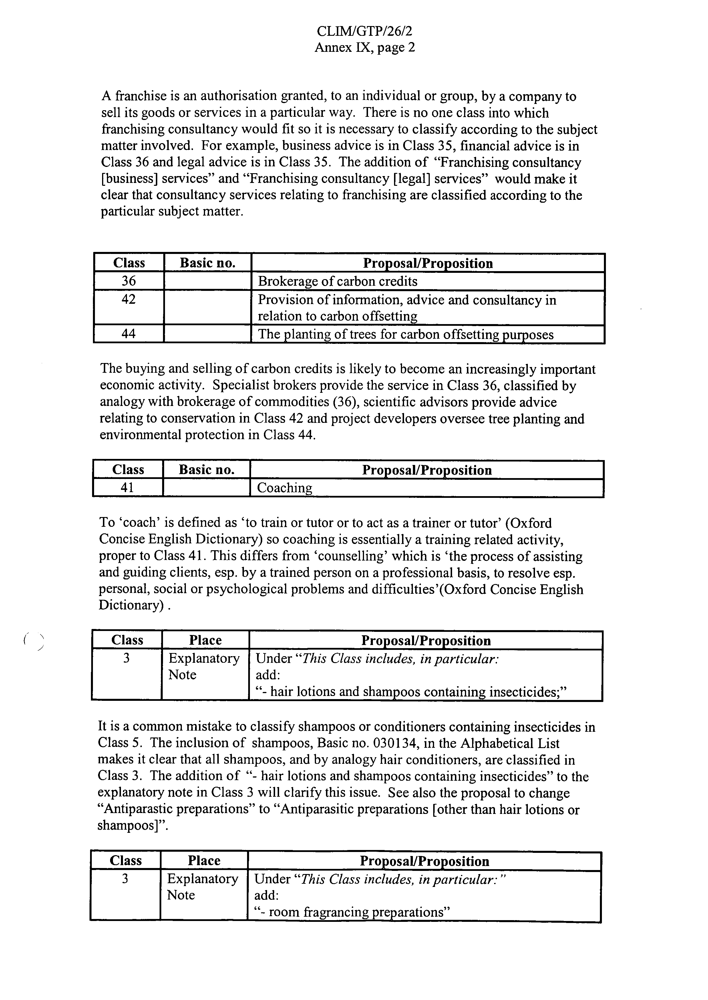 CLIM/GTP/26/2
Annex IX, page 2
A franchise is an authorisation granted, to an individual or group, by a company to
sell its goods or services in a particular way. There is no one class into which
franchising consultancy would fit so it is necessary to classify according to the subject
matter involved. For example, business advice is in Class 35, financial advice is in
Class 36 and legal advice is in Class 35. The addition of “Franchising consultancy
[business] services” and “Franchising consultancy [legal] services” would make it
clear that consultancy services relating to franchising are classified according to the
particular subject matter.
Class Basic no. Proposal/Proposition
36 Brokerage of carbon credits
42 Provision of information, advice and consultancy in
relation to carbon offsetting
44 The planting of trees for carbon offsetting purposes
The buying and selling of carbon credits is likely to become an increasingly important
economic activity. Specialist brokers provide the service in Class 36, classified by
analogy with brokerage of commodities (36), scientific advisors provide advice
relating to conservation in Class 42 and project developers oversee tree planting and
environmental protection in Class 44.
Class Basic no. Proposal/Proposition
41 Coaching
To ‘coach’ is defined as ‘to train or tutor or to act as a trainer or tutor’ (Oxford
Concise English Dictionary) so coaching is essentially a training related activity,
proper to Class 41. This differs from ‘counselling’ which is ‘the process of assisting
and guiding clients, esp. by a trained person on a professional basis, to resolve esp.
personal, social or psychological problems and difficulties’(Oxford Concise English
Dictionary) .
Class Place Proposal/Proposition
3 Explanatory Under “This Class includes, in particular:
Note add:
“- hair lotions and shampoos containing insecticides;”
It is a common mistake to classify shampoos or conditioners containing insecticides in
Class 5. The inclusion of shampoos, Basic no. 030134, in the Alphabetical List
makes it clear that all shampoos, and by analogy hair conditioners, are classified in
Class 3. The addition of “- hair lotions and shampoos containing insecticides” to the
explanatory note in Class 3 will clarify this issue. See also the proposal to change
“Antiparastic preparations” to “Antiparasitic preparations [other than hair lotions or
shampoos]”.
Class Place Proposal/Proposition
3 Explanatory Under “This Class includes, in particular: ”
Note add:
“- room fragrancing preparations”